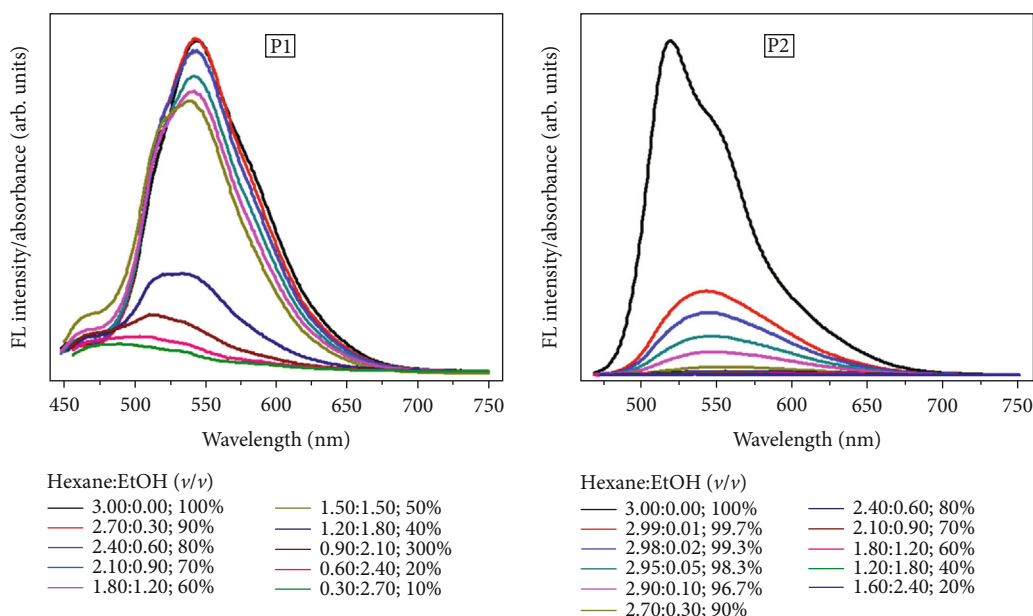 P1
FL intensity/absorbance (arb. units)
450 500 550 600 650 700 750
Wavelength (nm)
Hexane:EtOH (v/v)
3.00:0.00; 100%
2.70:0.30; 90%
2.40:0.60; 80%
2.10:0.90; 70%
1.80:1.20; 60%
1.50:1.50; 50%
1.20:1.80; 40%
0.90:2.10; 300%
0.60:2.40; 20%
0.30:2.70; 10%
P2
FL intensity/absorbance (arb. units)
500 550 600 650 700 750
Wavelength (nm)
Hexane:EtOH (v/v)
3.00:0.00; 100%
2.99:0.01; 99.7%
2.98:0.02; 99.3%
2.95:0.05; 98.3%
2.90:0.10; 96.7%
2.70:0.30; 90%
2.40:0.60; 80%
2.10:0.90; 70%
1.80:1.20; 60%
1.20:1.80; 40%
1.60:2.40; 20%